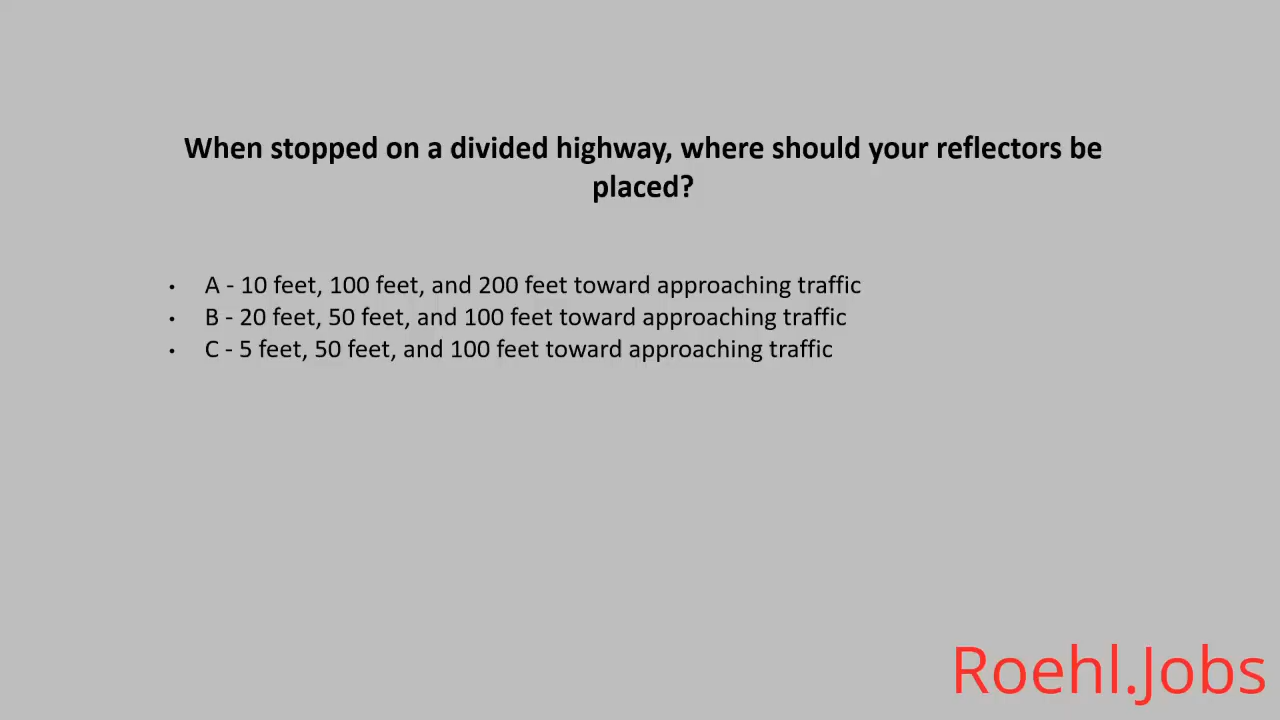 When stopped on a divided highway, where should your reflectors be
placed?
• A - 10 feet, 100 feet, and 200 feet toward approaching traffic
• B - 20 feet, 50 feet, and 100 feet toward approaching traffic
• C - 5 feet, 50 feet, and 100 feet toward approaching traffic
Roehl.Jobs